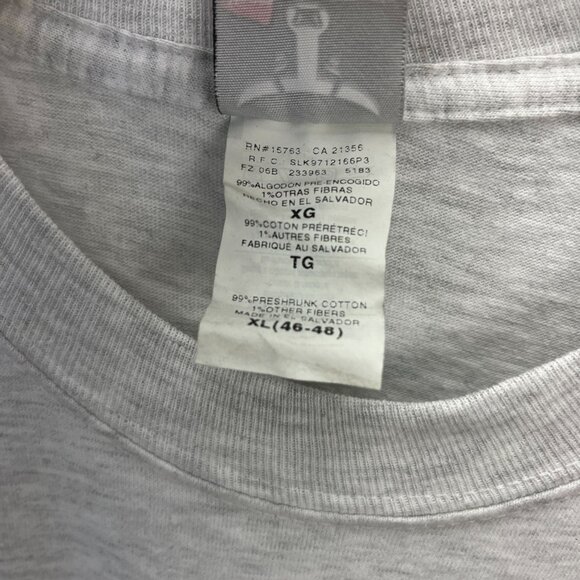 RN#15763 CA 21356
R.F.C. SLK9712166P3
FZ 06B 233963 5183
99%ALGODON PRE-ENCOGIDO
1%OTRAS FIBRAS
HECHO EN EL SALVADOR
XG
99%COTON PRÉRÉTRÉCI
1%AUTRES FIBRES
FABRIQUÉ AU SALVADOR
TG
99%PRESHRUNK COTTON
1%OTHER FIBERS
MADE IN EL SALVADOR
XL(46-48)